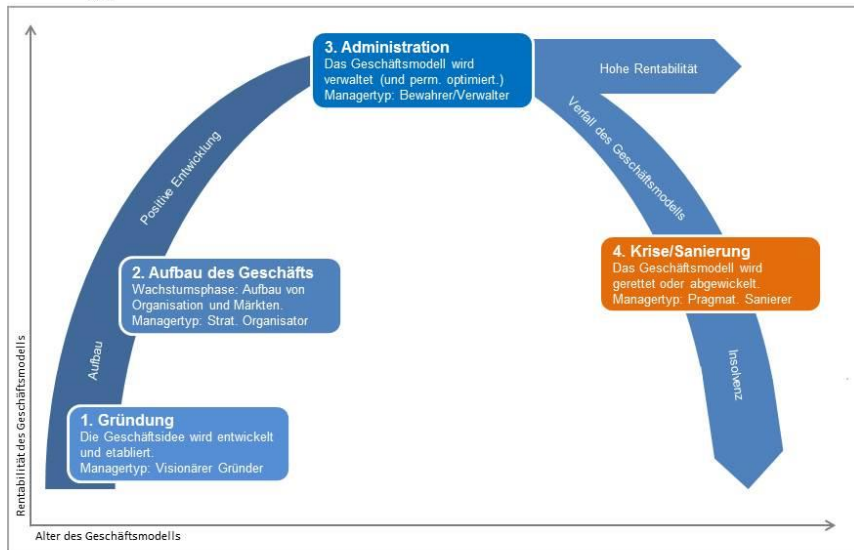 3. Administration
Das Geschäftsmodell wird
verwaltet (und perm. optimiert.)
Managertyp: Bewahrer/Verwalter
Hohe Rentabilität
Verfall des Geschäftsmodells
Positive Entwicklung
2. Aufbau des Geschäfts
Wachstumsphase: Aufbau von
Organisation und Märkten.
Managertyp: Strat. Organisator
4. Krise/Sanierung
Das Geschäftsmodell wird
gerettet oder abgewickelt.
Managertyp: Pragmat. Sanierer
Aufbau
Insolvenz
1. Gründung
Die Geschäftsidee wird entwickelt
und etabliert.
Managertyp: Visionärer Gründer
Rentabilität des Geschäftsmodells
Alter des Geschäftsmodells